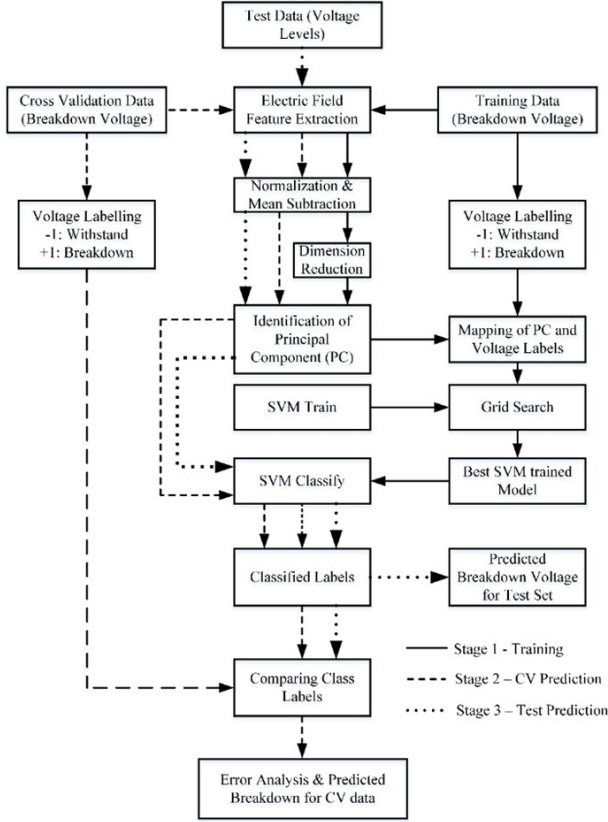 Test Data (Voltage
Levels)
Cross Validation Data
(Breakdown Voltage)
Electric Field
Feature Extraction
Training Data
(Breakdown Voltage)
Normalization &
Mean Subtraction
Voltage Labelling
-1: Withstand
+1: Breakdown
Voltage Labelling
-1: Withstand
+1: Breakdown
Dimension
Reduction
Identification of
Principal
Component (PC)
Mapping of PC and
Voltage Labels
SVM Train
Grid Search
SVM Classify
Best SVM trained
Model
Classified Labels
Predicted
Breakdown Voltage
for Test Set
Stage 1 - Training
Stage 2 – CV Prediction
Stage 3 – Test Prediction
Comparing Class
Labels
Error Analysis & Predicted
Breakdown for CV data